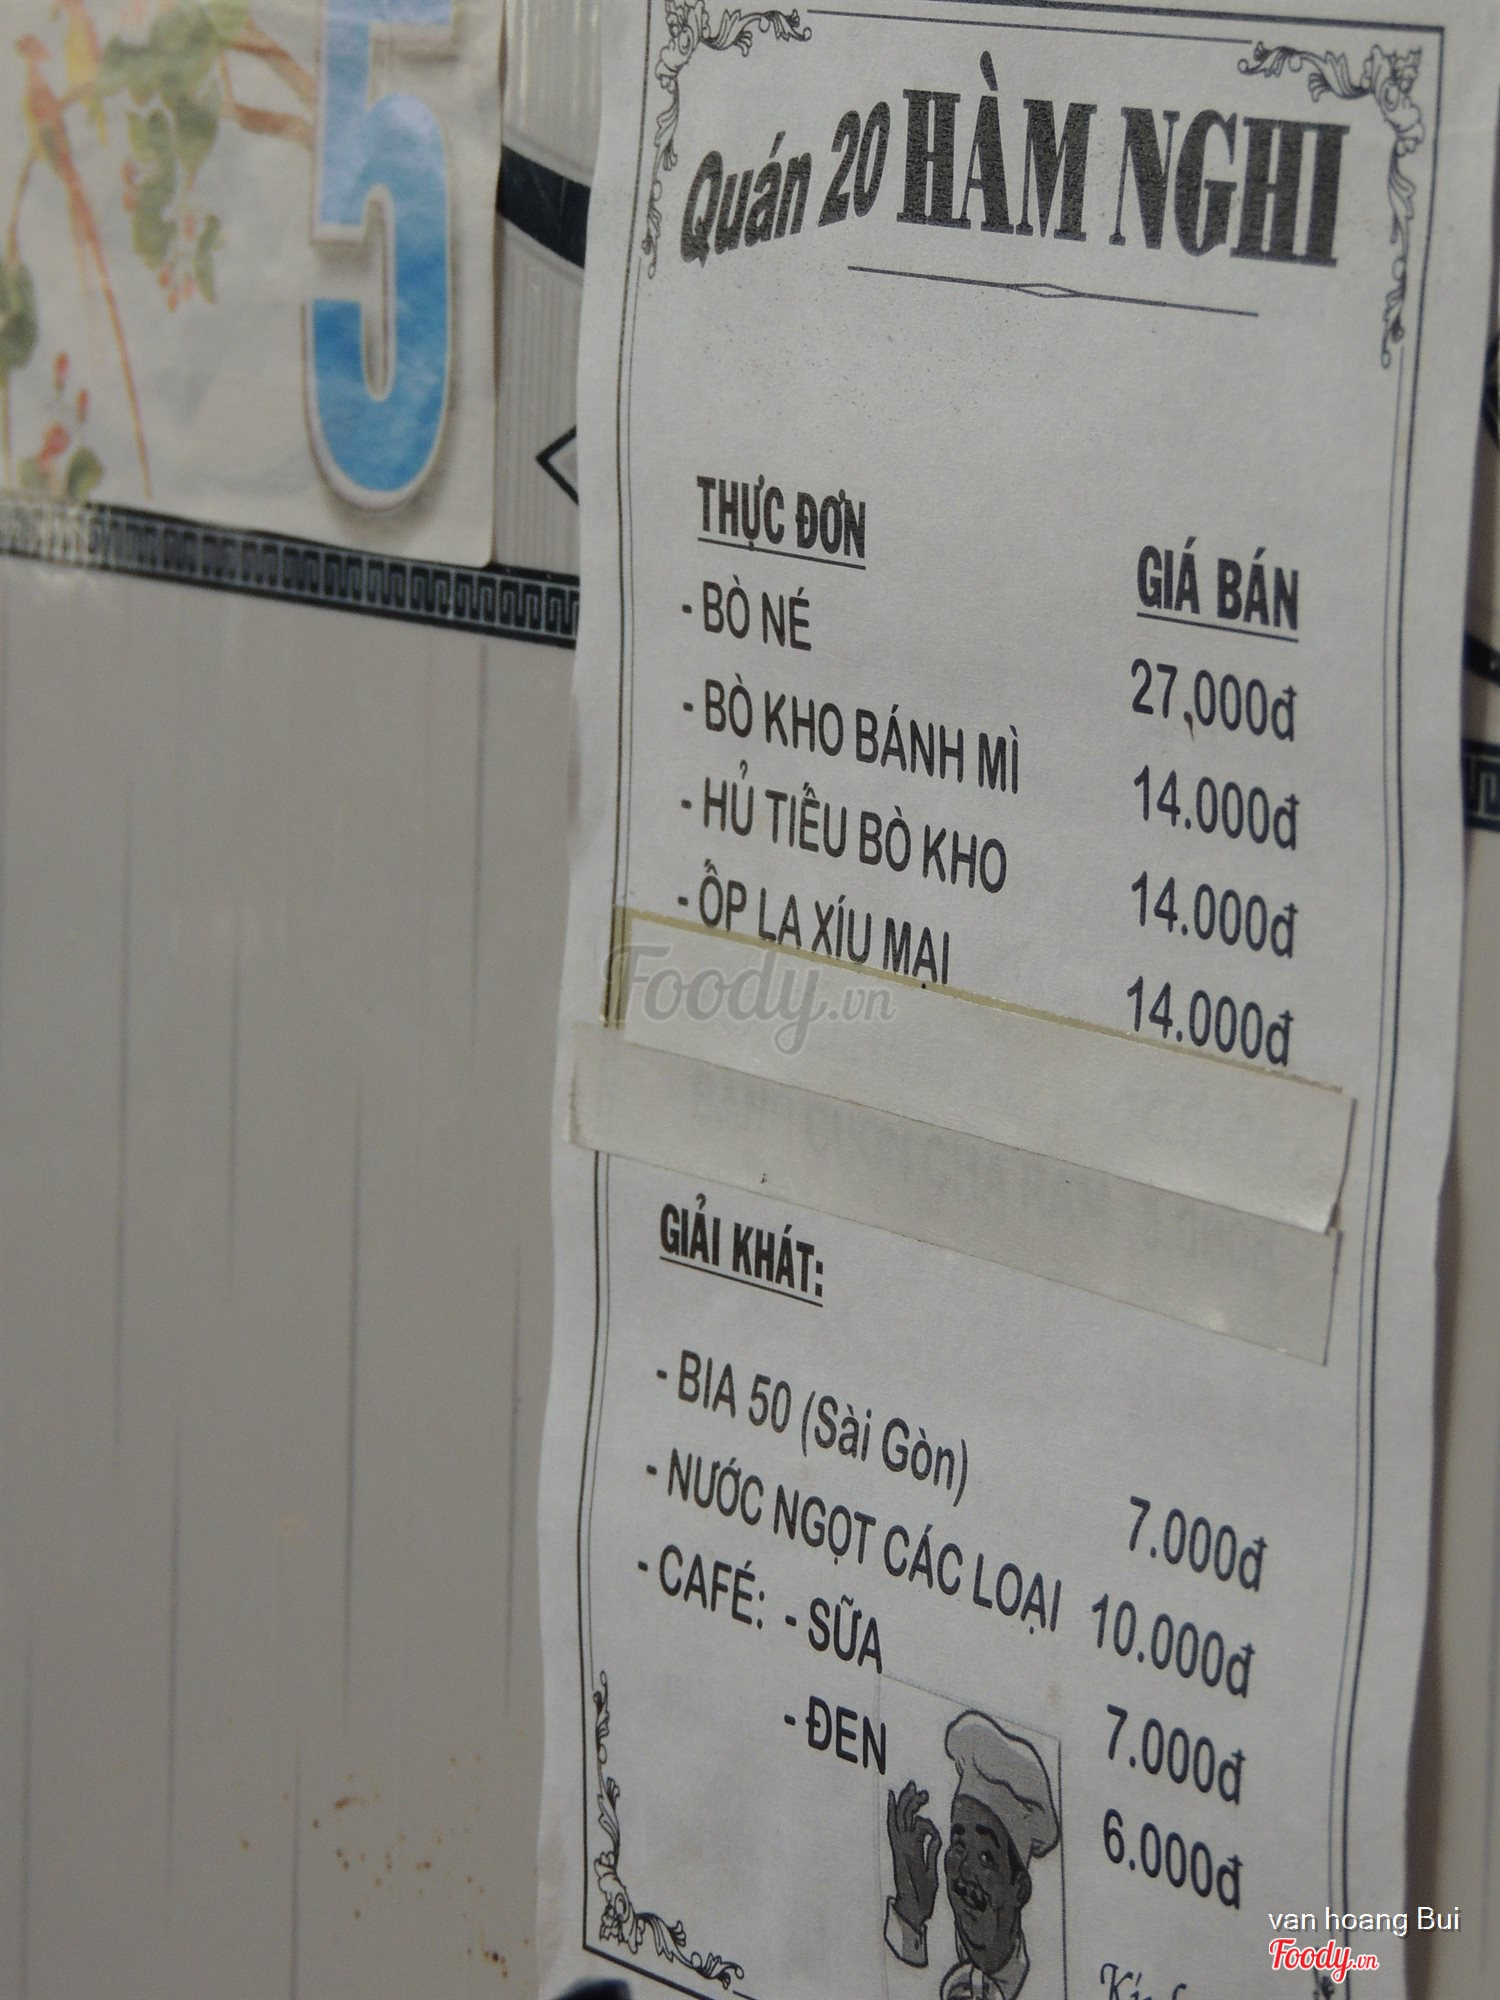 5
Quán 20 HÀM NGHI
THỰC ĐƠN GIÁ BÁN
- BÒ NÉ 27,000đ
- BÒ KHO BÁNH MÌ 14.000đ
- HỦ TIẾU BÒ KHO 14.000đ
- ỐP LA XÍU MẠI 14.000đ
Foody.vn
GIẢI KHÁT:
- BIA 50 (Sài Gòn) 7.000đ
- NƯỚC NGỌT CÁC LOẠI 10.000đ
- CAFÉ: - SỮA 7.000đ
- ĐEN 6.000đ
van hoang Bui
Foody.vn